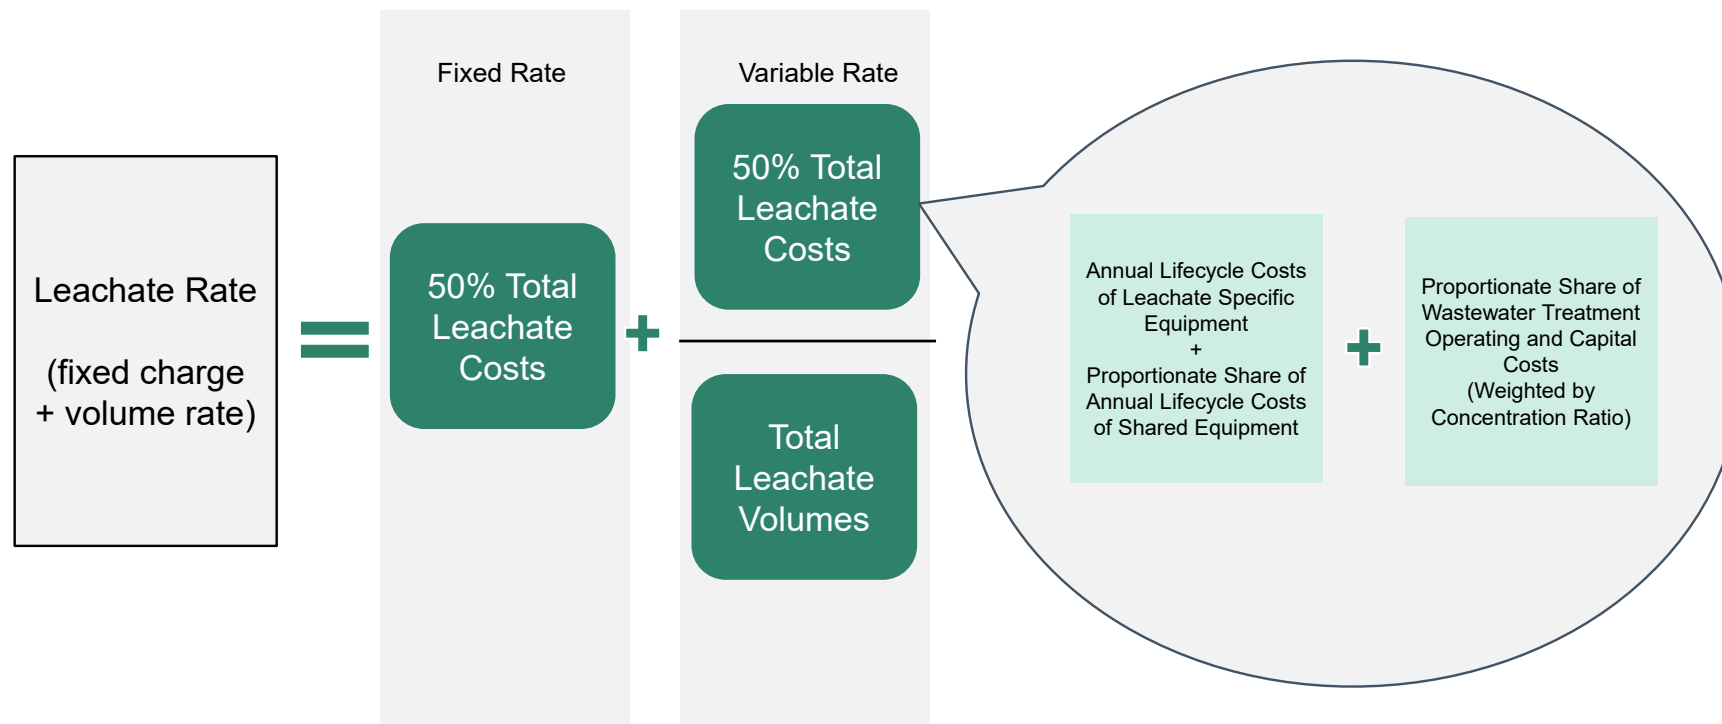 Leachate Rate
(fixed charge
+ volume rate)
=
Fixed Rate
50% Total
Leachate
Costs
+
Variable Rate
50% Total
Leachate
Costs
Total
Leachate
Volumes
Annual Lifecycle Costs
of Leachate Specific
Equipment
+
Proportionate Share of
Annual Lifecycle Costs
of Shared Equipment
+
Proportionate Share of
Wastewater Treatment
Operating and Capital
Costs
(Weighted by
Concentration Ratio)